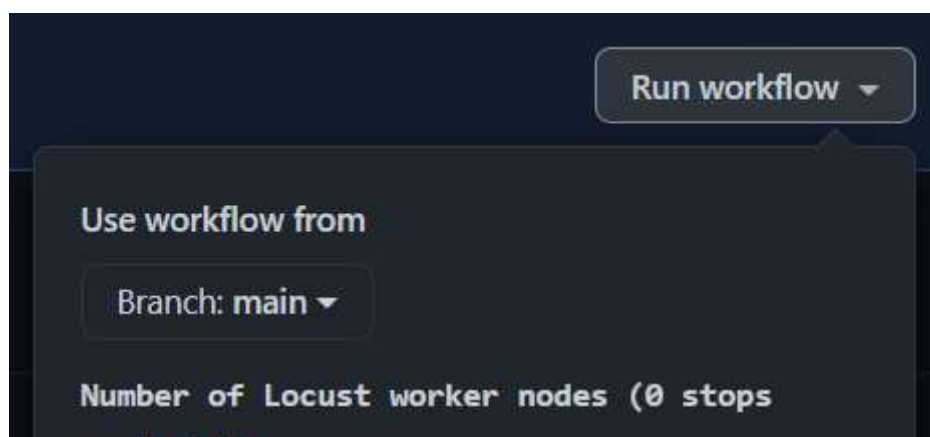 Run workflow
Use workflow from
Branch: main
Number of Locust worker nodes (0 stops